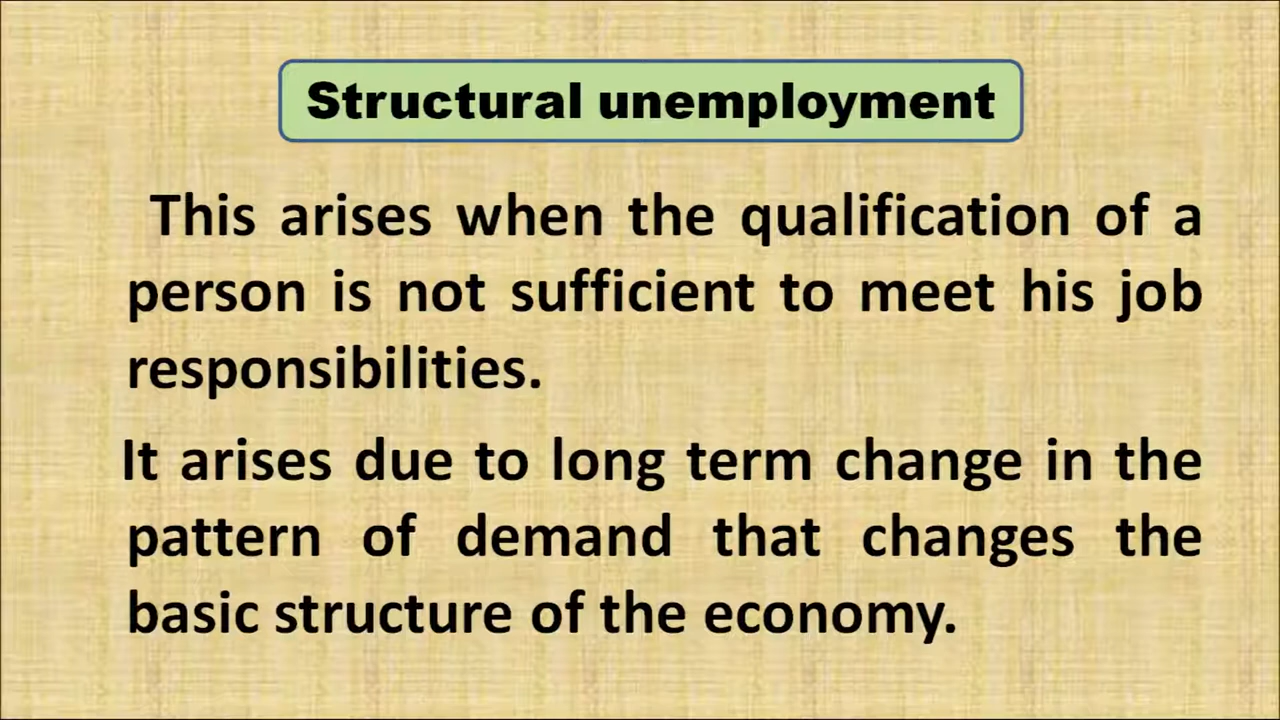 Structural unemployment
This arises when the qualification of a
person is not sufficient to meet his job
responsibilities.
It arises due to long term change in the
pattern of demand that changes the
basic structure of the economy.